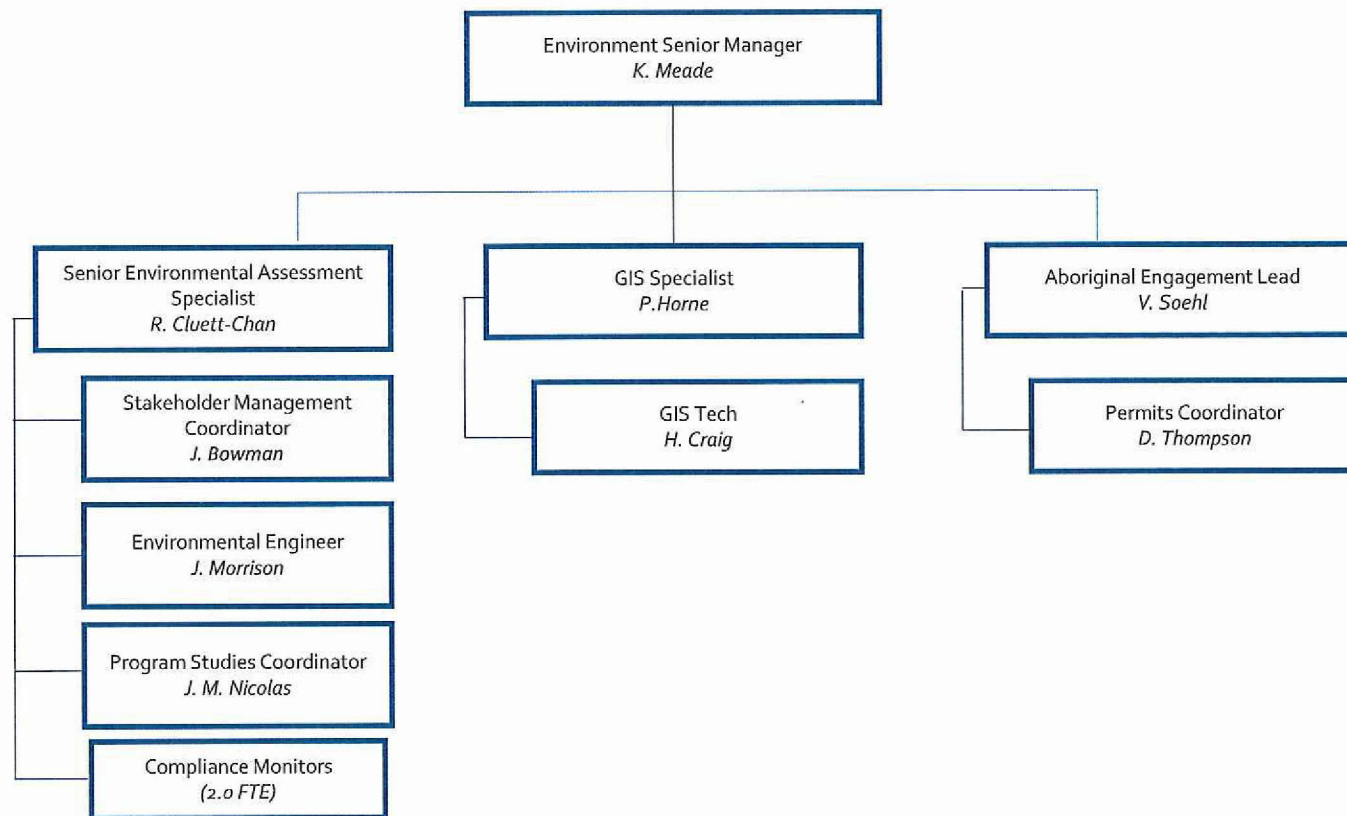 Environment Senior Manager
K. Meade
Senior Environmental Assessment
Specialist
R. Cluett-Chan
Stakeholder Management
Coordinator
J. Bowman
Environmental Engineer
J. Morrison
Program Studies Coordinator
J. M. Nicolas
Compliance Monitors
(2.0 FTE)
GIS Specialist
P.Horne
GIS Tech
H. Craig
Aboriginal Engagement Lead
V. Soehl
Permits Coordinator
D. Thompson